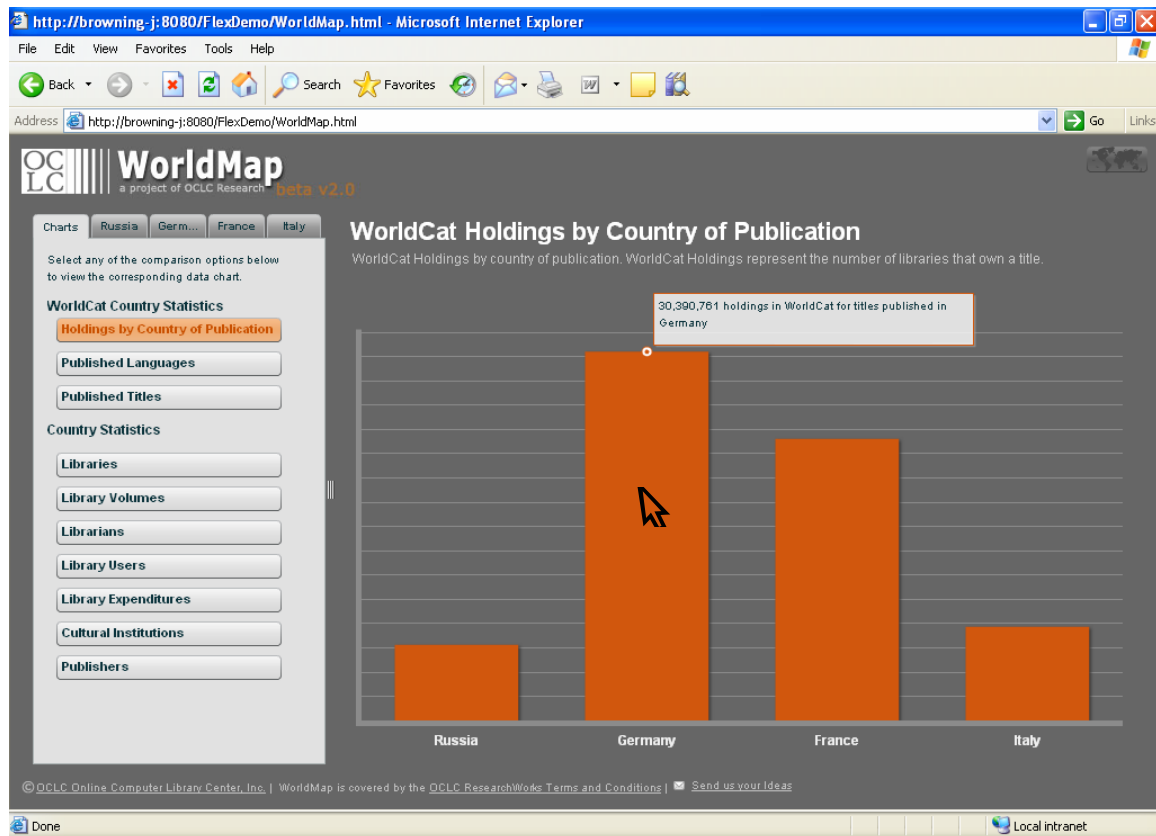 http://browning-j:8080/FlexDemo/WorldMap.html - Microsoft Internet Explorer
File Edit View Favorites Tools Help
Back Search Favorites
Address http://browning-j:8080/FlexDemo/WorldMap.html Go Links
OCLC WorldMap
a project of OCLC Research beta v2.0
Charts Russia Germ... France Italy
Select any of the comparison options below
to view the corresponding data chart.
WorldCat Country Statistics
Holdings by Country of Publication
Published Languages
Published Titles
Country Statistics
Libraries
Library Volumes
Librarians
Library Users
Library Expenditures
Cultural Institutions
Publishers
WorldCat Holdings by Country of Publication
WorldCat Holdings by country of publication. WorldCat Holdings represent the number of libraries that own a title.
30,390,761 holdings in WorldCat for titles published in
Germany
Russia Germany France Italy
© OCLC Online Computer Library Center, Inc. | WorldMap is covered by the OCLC ResearchWorks Terms and Conditions | Send us your Ideas
Done Local intranet